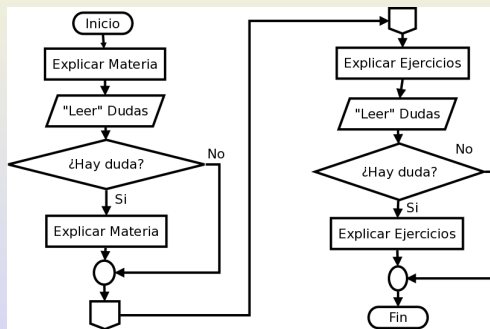 Inicio
Explicar Materia
"Leer" Dudas
¿Hay duda?
No
Si
Explicar Materia
Explicar Ejercicios
"Leer" Dudas
¿Hay duda?
No
Si
Explicar Ejercicios
Fin